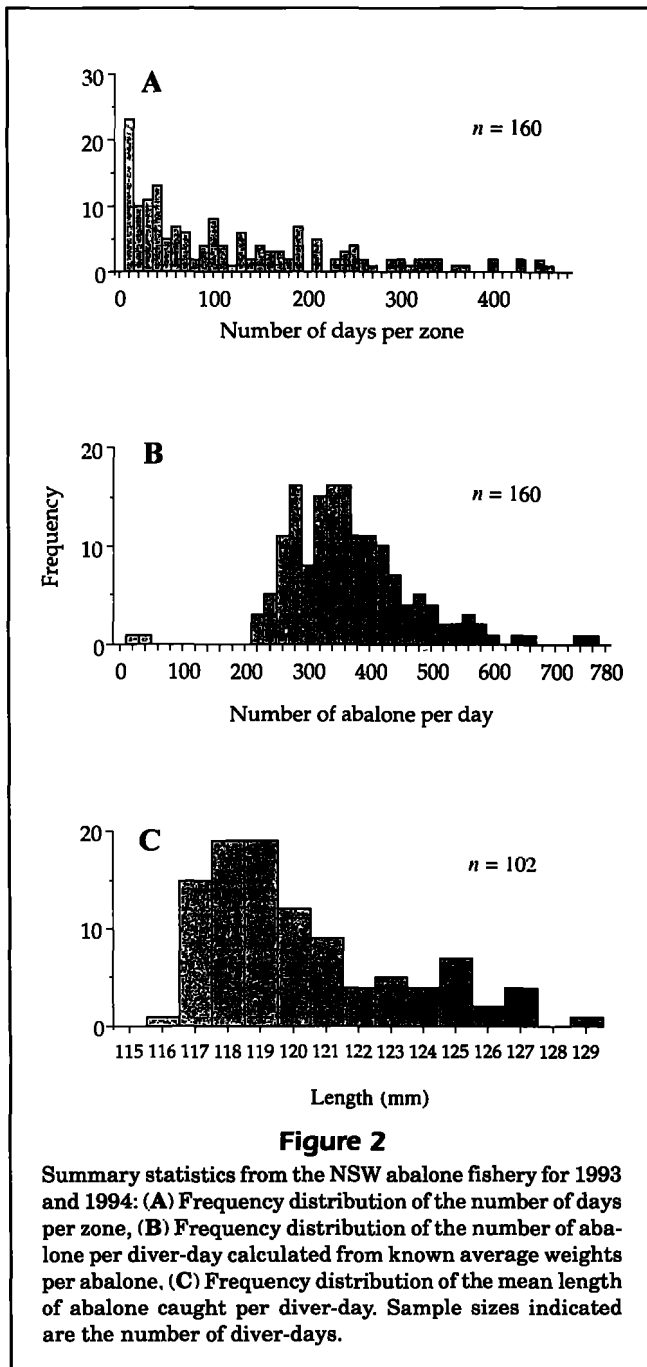 30
A
n = 160
20
10
0
0 100 200 300 400
Number of days per zone
20
B
n = 160
Frequency
10
0
0 100 200 300 400 500 600 700 780
Number of abalone per day
20
C
n = 102
10
0
115 116 117 118 119 120 121 122 123 124 125 126 127 128 129
Length (mm)
Figure 2
Summary statistics from the NSW abalone fishery for 1993
and 1994: (A) Frequency distribution of the number of days
per zone, (B) Frequency distribution of the number of aba-
lone per diver-day calculated from known average weights
per abalone, (C) Frequency distribution of the mean length
of abalone caught per diver-day. Sample sizes indicated
are the number of diver-days.